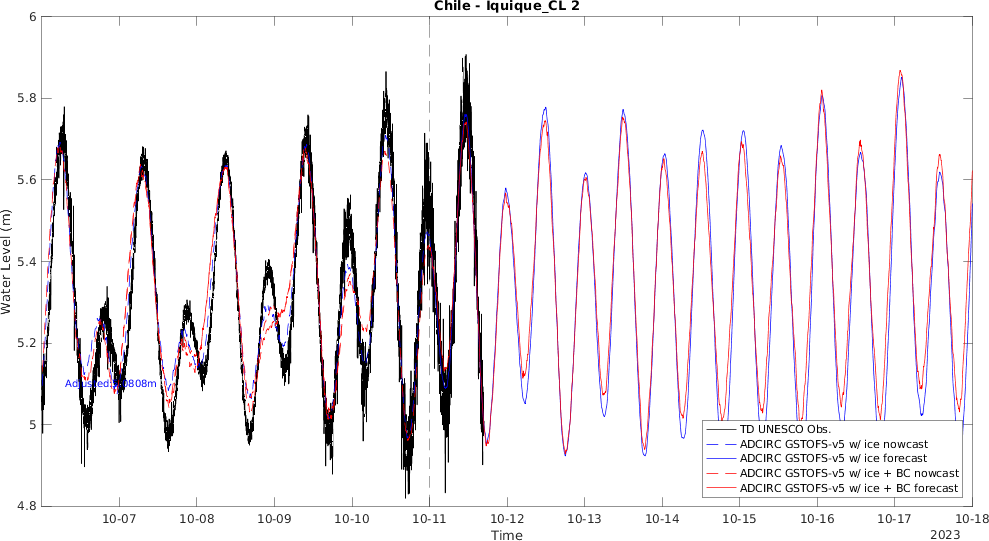 Chile - Iquique_CL 2
Water Level (m)
6
5.8
5.6
5.4
5.2
5
4.8
TD UNESCO Obs.
ADCIRC GSTOFS-v5 w/ ice nowcast
ADCIRC GSTOFS-v5 w/ ice forecast
ADCIRC GSTOFS-v5 w/ ice + BC nowcast
ADCIRC GSTOFS-v5 w/ ice + BC forecast
10-07 10-08 10-09 10-10 10-11 10-12 10-13 10-14 10-15 10-16 10-17 10-18
Time
2023